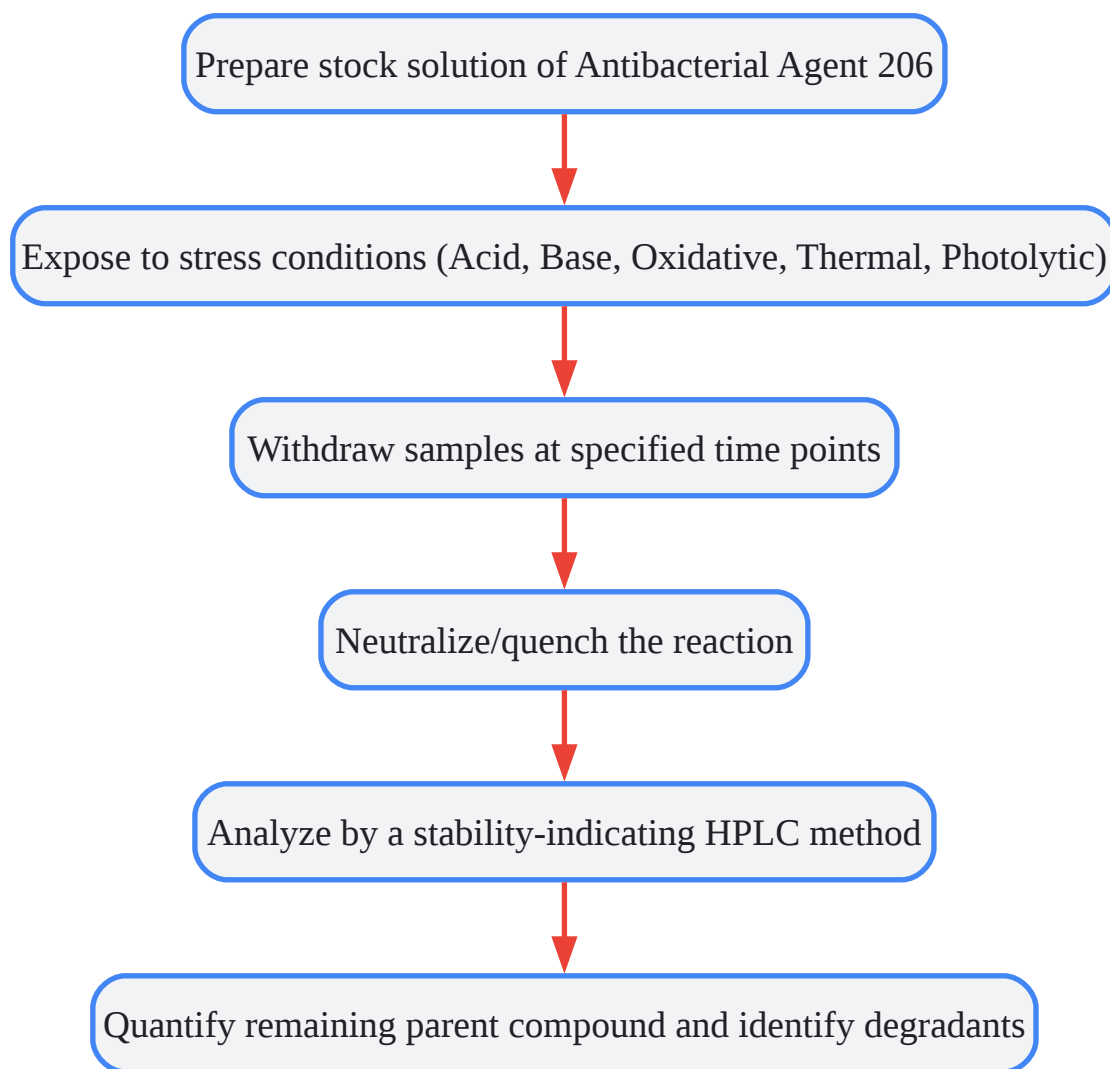 Prepare stock solution of Antibacterial Agent 206
Expose to stress conditions (Acid, Base, Oxidative, Thermal, Photolytic)
Withdraw samples at specified time points
Neutralize/quench the reaction
Analyze by a stability-indicating HPLC method
Quantify remaining parent compound and identify degradants